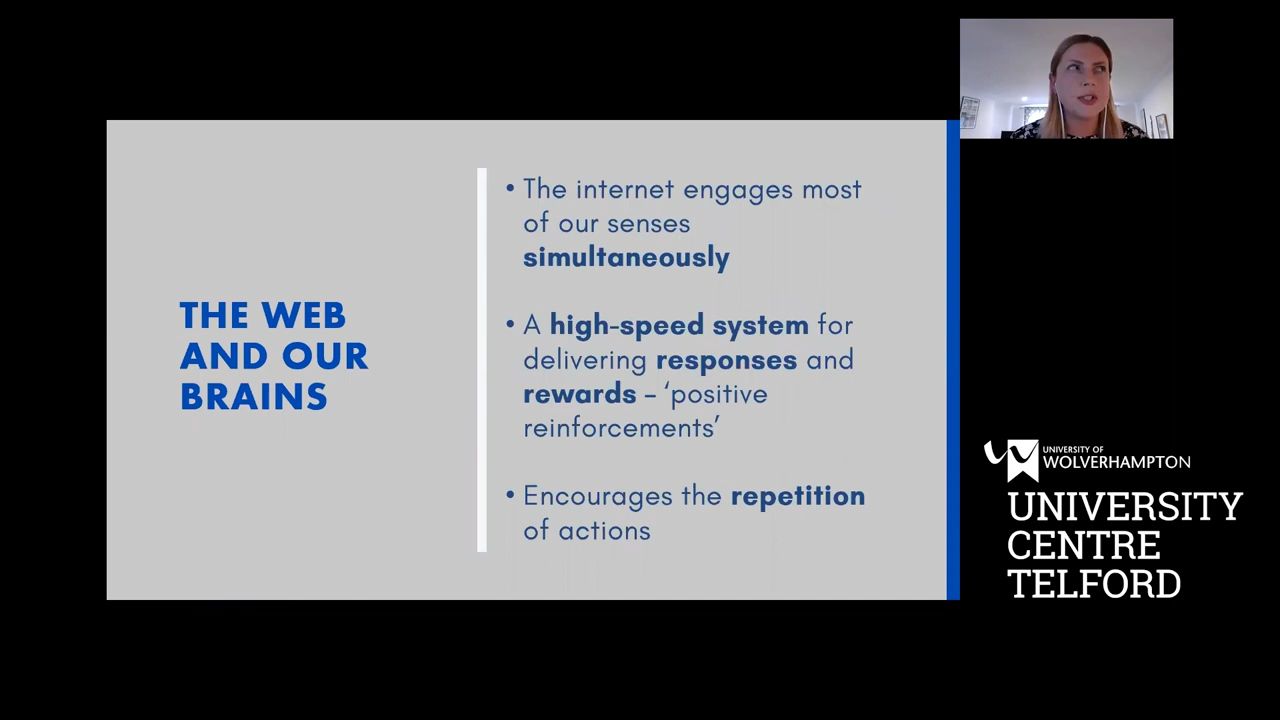 THE WEB
AND OUR
BRAINS
• The internet engages most
of our senses
simultaneously
• A high-speed system for
delivering responses and
rewards – ‘positive
reinforcements’
• Encourages the repetition
of actions
UNIVERSITY OF
WOLVERHAMPTON
UNIVERSITY
CENTRE
TELFORD